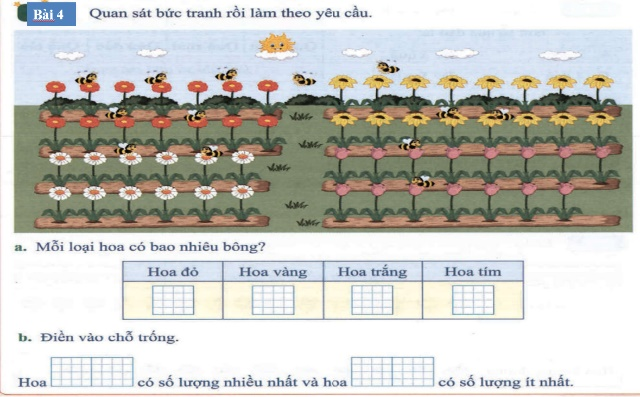 Bài 4
Quan sát bức tranh rồi làm theo yêu cầu.
a. Mỗi loại hoa có bao nhiêu bông?
Hoa đỏ Hoa vàng Hoa trắng Hoa tím
b. Điền vào chỗ trống.
Hoa có số lượng nhiều nhất và hoa có số lượng ít nhất.